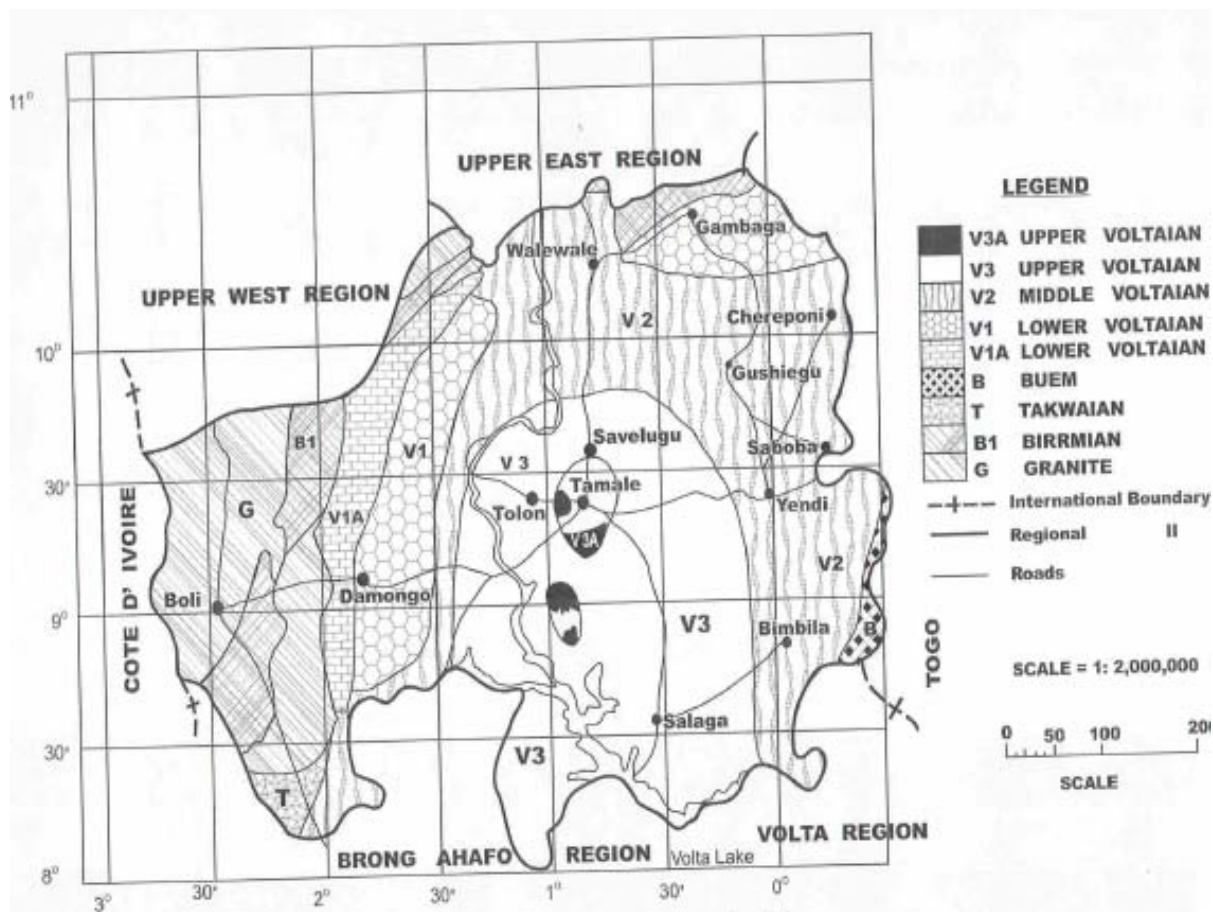 11°
UPPER EAST REGION
Gambaga
Walewale
UPPER WEST REGION
V 2
Chereponi
10°
Gushiegu
B1
V1
Savelugu
Saboba
V 3
Tamale
30'
G
V1A
Tolon
Yendi
V3A
V2
COTE D' IVOIRE
Boli
Damongo
9°
V3
Bimbila
B
TOGO
Salaga
30'
V3
T
VOLTA REGION
BRONG AHAFO REGION
Volta Lake
8°
3° 30' 2° 30' 1° 30' 0°
LEGEND
V3A UPPER VOLTAIAN
V3 UPPER VOLTAIAN
V2 MIDDLE VOLTAIAN
V1 LOWER VOLTAIAN
V1A LOWER VOLTAIAN
B BUEM
T TAKWAIAN
B1 BIRRMIAN
G GRANITE
International Boundary
Regional II
Roads
SCALE = 1: 2,000,000
0 50 100 200
SCALE